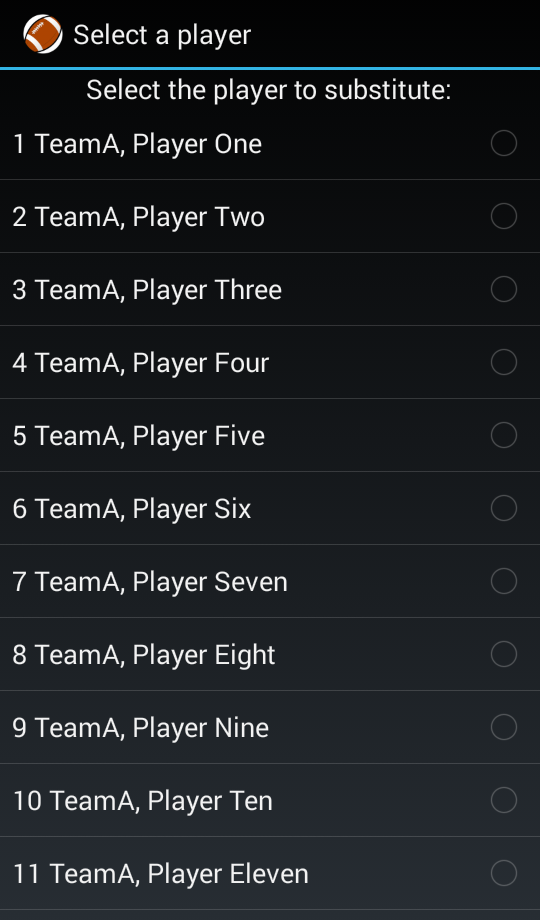 Select a player
Select the player to substitute:
1 TeamA, Player One
2 TeamA, Player Two
3 TeamA, Player Three
4 TeamA, Player Four
5 TeamA, Player Five
6 TeamA, Player Six
7 TeamA, Player Seven
8 TeamA, Player Eight
9 TeamA, Player Nine
10 TeamA, Player Ten
11 TeamA, Player Eleven